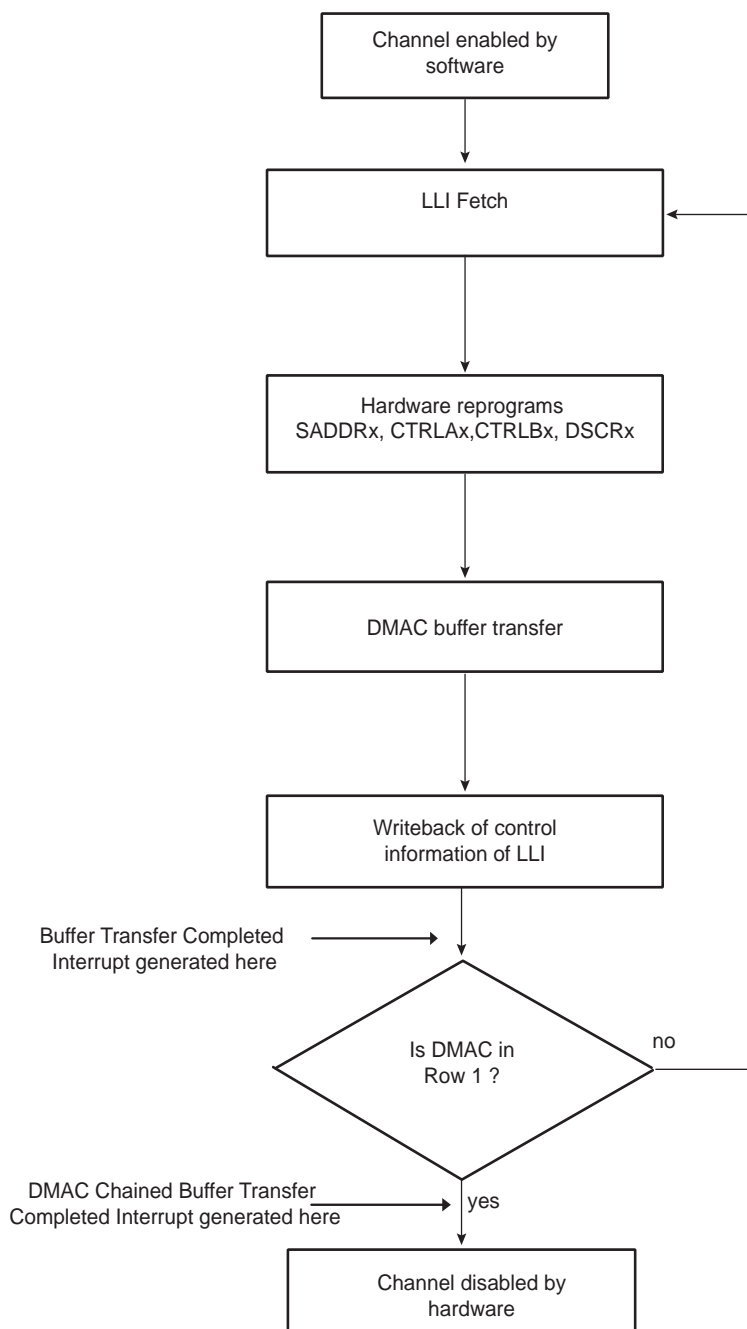 Channel enabled by
software
LLI Fetch
Hardware reprograms
SADDRx, CTRLAx,CTRLBx, DSCRx
DMAC buffer transfer
Writeback of control
information of LLI
Buffer Transfer Completed
Interrupt generated here
Is DMAC in
Row 1 ?
no
DMAC Chained Buffer Transfer
Completed Interrupt generated here
yes
Channel disabled by
hardware